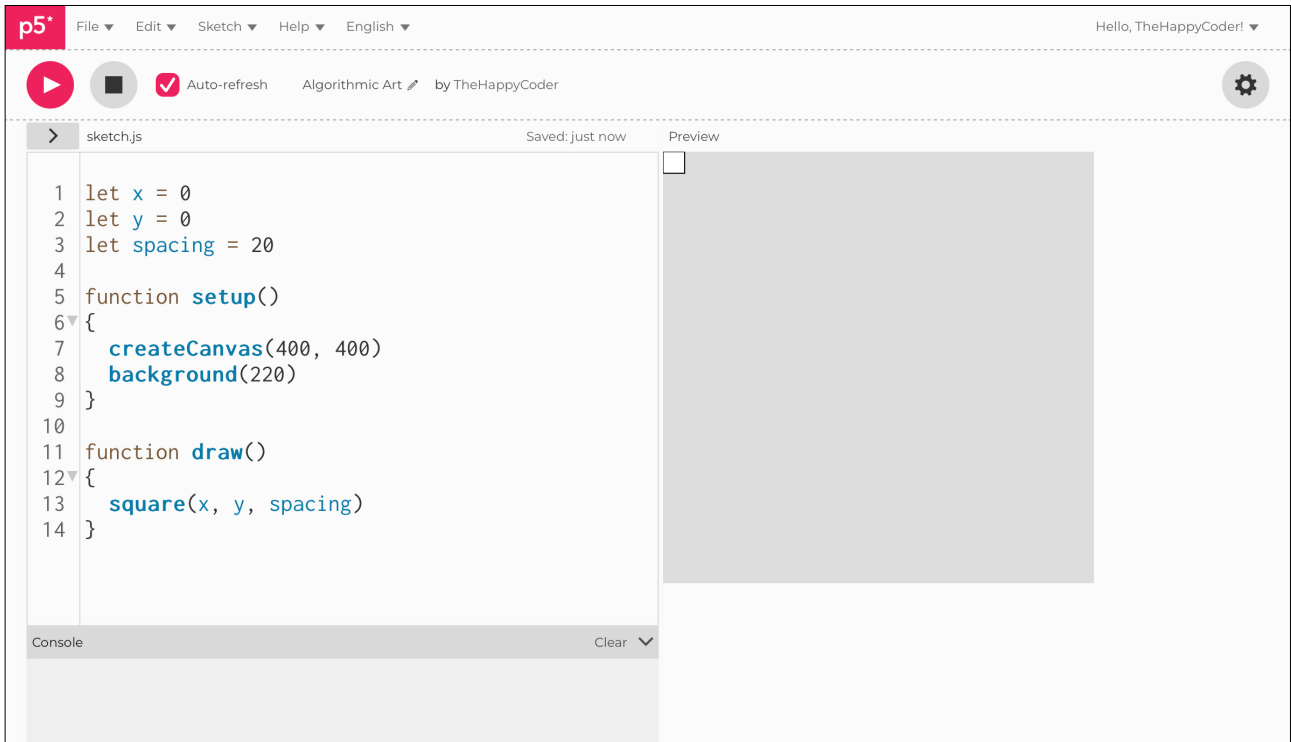 p5* File Edit Sketch Help English Hello, TheHappyCoder!
Auto-refresh Algorithmic Art by TheHappyCoder
sketch.js Saved: just now Preview
1 let x = 0
2 let y = 0
3 let spacing = 20
4
5 function setup()
6 {
7 createCanvas(400, 400)
8 background(220)
9 }
10
11 function draw()
12 {
13 square(x, y, spacing)
14 }
Console Clear